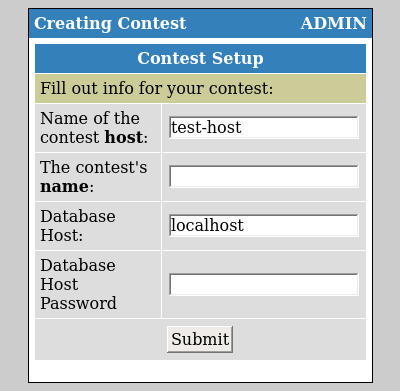 Creating Contest ADMIN
Contest Setup
Fill out info for your contest:
Name of the
contest host:
test-host
The contest's
name:
Database
Host:
localhost
Database
Host
Password
Submit